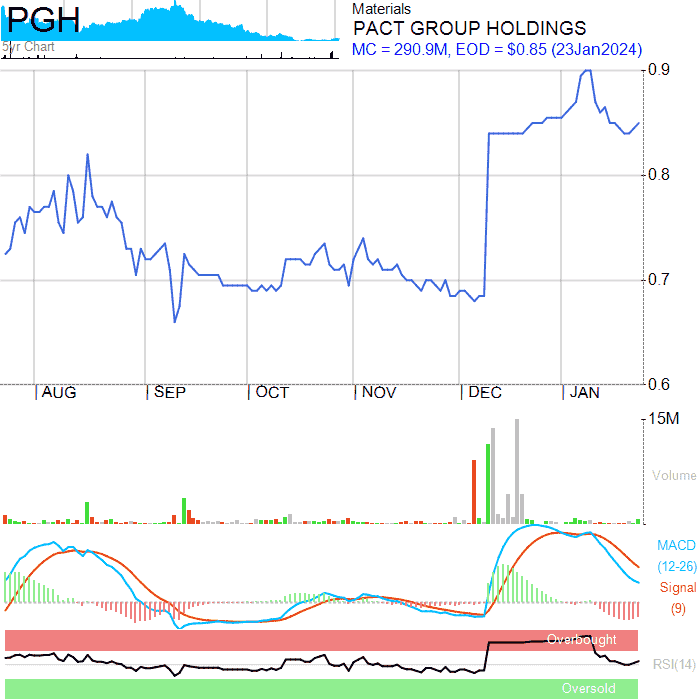 PGH
5yr Chart
Materials
PACT GROUP HOLDINGS
MC = 290.9M, EOD = $0.85 (23Jan2024)
0.9
0.8
0.7
0.6
AUG SEP OCT NOV DEC JAN
15M
Volume
MACD
(12-26)
Signal
(9)
Overbought
RSI(14)
Oversold